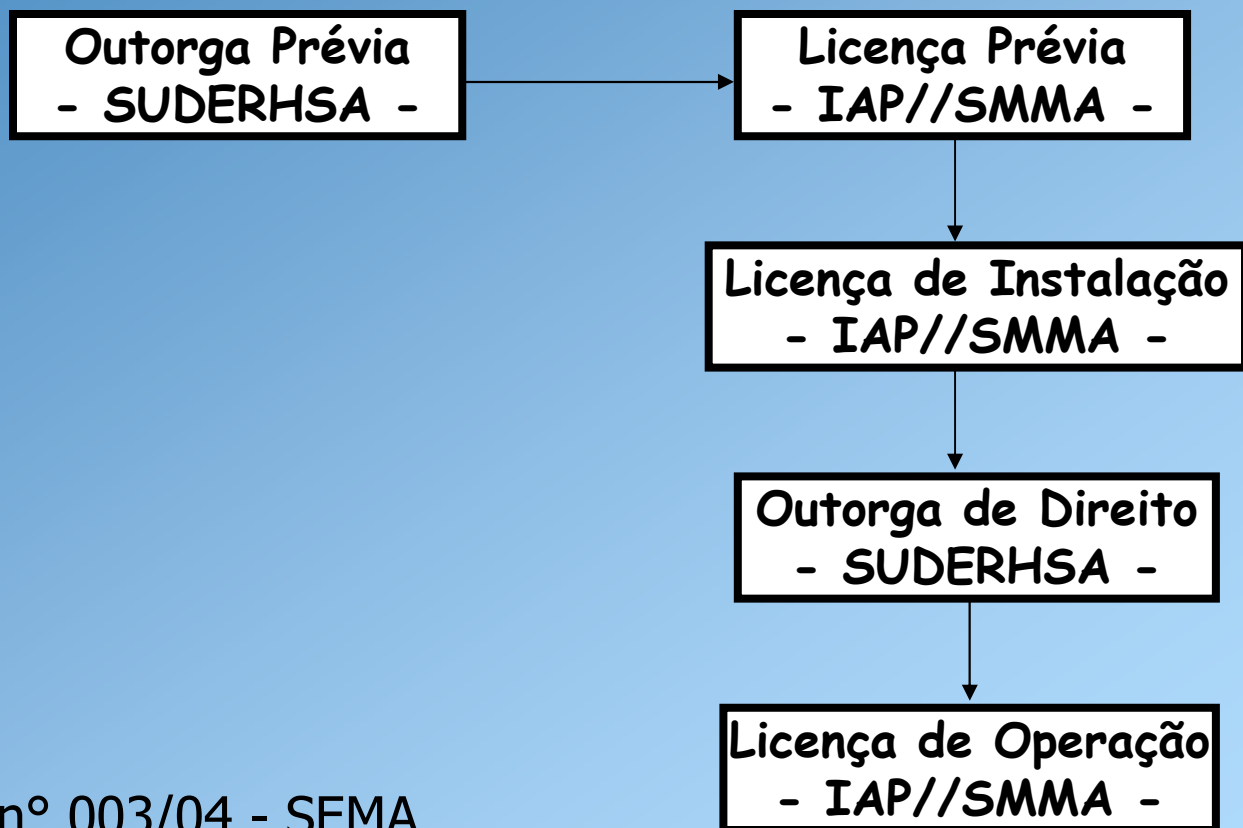 Outorga Prévia
- SUDERHSA -
Licença Prévia
- IAP//SMMA -
Licença de Instalação
- IAP//SMMA -
Outorga de Direito
- SUDERHSA -
Licença de Operação
- IAP//SMMA -
n° 003/04 - SEMA